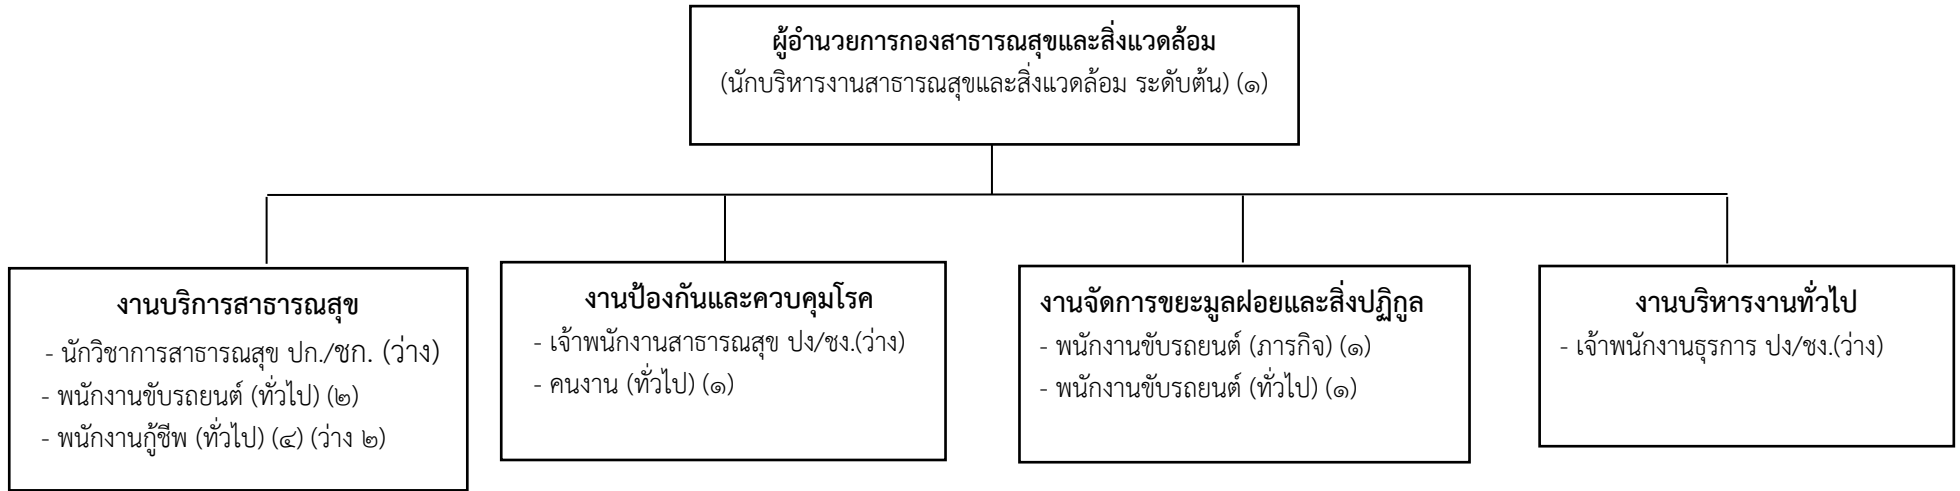 ผู้อำนวยการกองสาธารณสุขและสิ่งแวดล้อม
(นักบริหารงานสาธารณสุขและสิ่งแวดล้อม ระดับต้น) (๑)
งานบริการสาธารณสุข
- นักวิชาการสาธารณสุข ปก./ชก. (ว่าง)
- พนักงานขับรถยนต์ (ทั่วไป) (๒)
- พนักงานกู้ชีพ (ทั่วไป) (๔) (ว่าง ๒)
งานป้องกันและควบคุมโรค
- เจ้าพนักงานสาธารณสุข ปง/ชง.(ว่าง)
- คนงาน (ทั่วไป) (๑)
งานจัดการขยะมูลฝอยและสิ่งปฏิกูล
- พนักงานขับรถยนต์ (ภารกิจ) (๑)
- พนักงานขับรถยนต์ (ทั่วไป) (๑)
งานบริหารงานทั่วไป
- เจ้าพนักงานธุรการ ปง/ชง.(ว่าง)